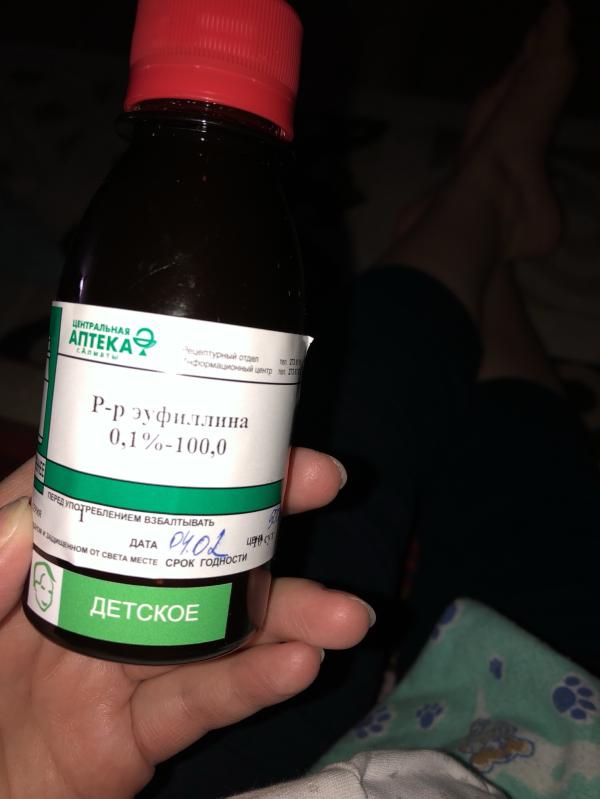 ЦЕНТРАЛЬНАЯ
АПТЕКА
г.Алматы
Рецептурный отдел
Информационный центр
Р-р эуфиллина
0,1%-100,0
ПЕРЕД УПОТРЕБЛЕНИЕМ ВЗБАЛТЫВАТЬ
1
ДАТА 04.02
И ЗАЩИЩЕННОМ ОТ СВЕТА МЕСТЕ СРОК ГОДНОСТИ
ДЕТСКОЕ